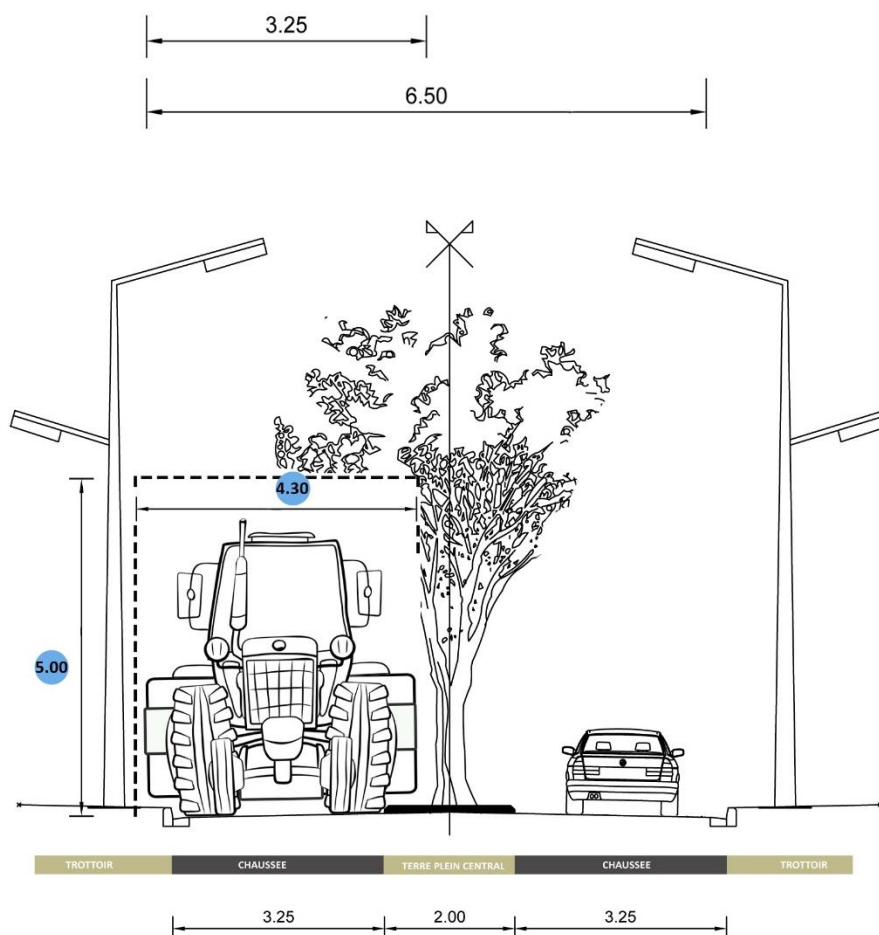 3.25
6.50
4.30
5.00
TROTTOIR CHAUSSEE TERRE PLEIN CENTRAL CHAUSSEE TROTTOIR
3.25 2.00 3.25